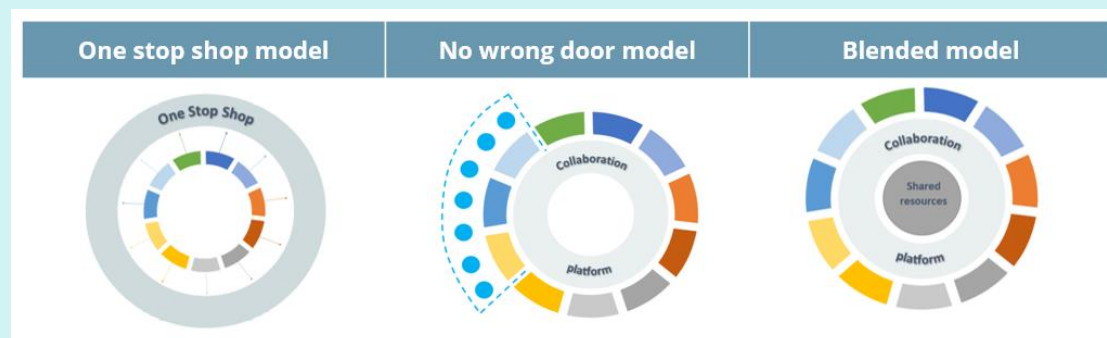 One stop shop model
No wrong door model
Blended model
One Stop Shop
Collaboration
platform
Collaboration
Shared
resources
platform